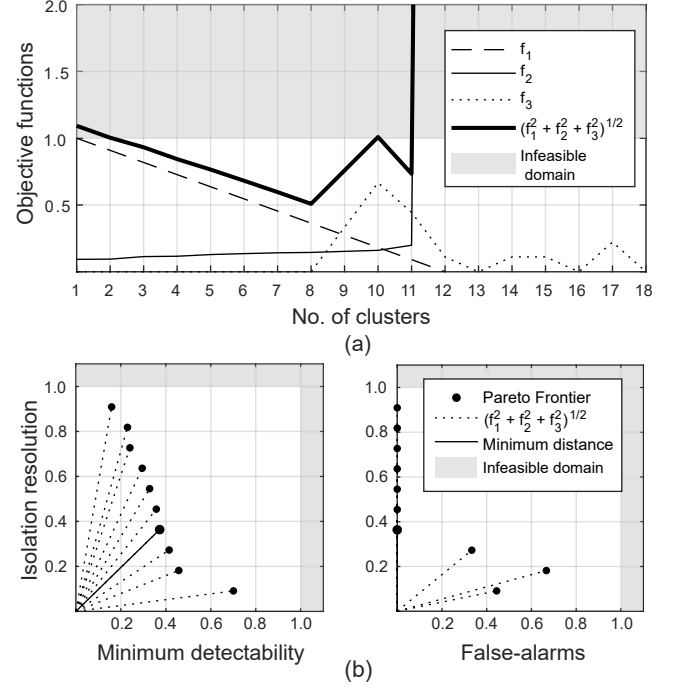 Objective functions
2.0
1.5
1.0
0.5
1 2 3 4 5 6 7 8 9 10 11 12 13 14 15 16 17 18
No. of clusters
f₁
f₂
f₃
(f₁² + f₂² + f₃²)^1/2
Infeasible
domain
(a)
Isolation resolution
1.0
0.8
0.6
0.4
0.2
0.2 0.4 0.6 0.8 1.0
Minimum detectability
1.0
0.8
0.6
0.4
0.2
0.2 0.4 0.6 0.8 1.0
False-alarms
Pareto Frontier
(f₁² + f₂² + f₃²)^1/2
Minimum distance
Infeasible domain
(b)